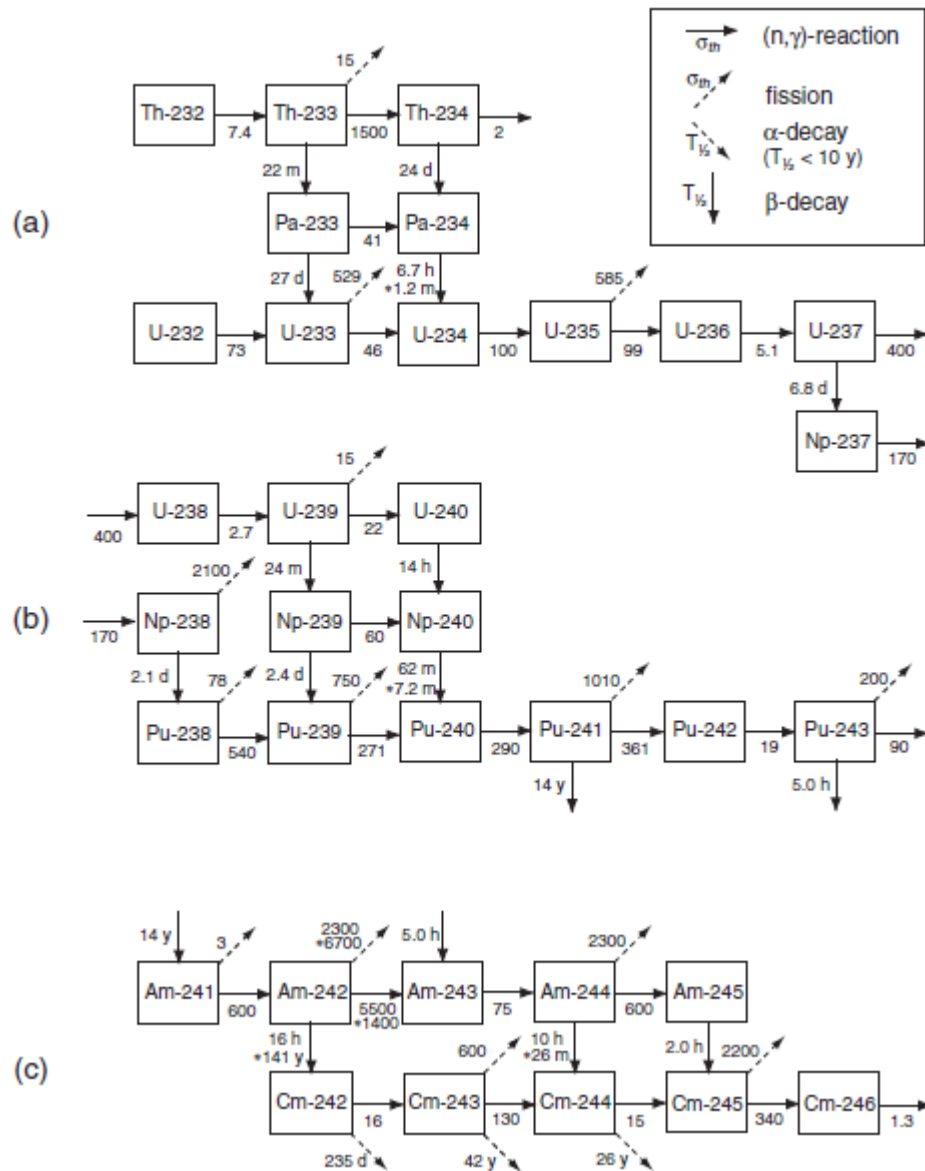 15
σth (n,γ)-reaction
σth fission
T½ α-decay
(T½ < 10 y)
T½ β-decay
Th-232 Th-233 Th-234
7.4 1500 2
22 m 24 d
(a)
Pa-233 Pa-234
41
27 d 529 6.7 h 585
*1.2 m
U-232 U-233 U-234 U-235 U-236 U-237
73 46 100 99 5.1 400
6.8 d
Np-237
170
15
U-238 U-239 U-240
400 2.7 22
2100 24 m 14 h
(b)
Np-238 Np-239 Np-240
170 60
2.1 d 78 2.4 d 750 62 m 1010 200
*7.2 m
Pu-238 Pu-239 Pu-240 Pu-241 Pu-242 Pu-243
540 271 290 361 19 90
14 y 5.0 h
14 y 3 2300 5.0 h 2300
*6700
Am-241 Am-242 Am-243 Am-244 Am-245
600 5500 75 600
*1400
16 h 600 10 h 2.0 h 2200
*141 y *26 m
(c)
Cm-242 Cm-243 Cm-244 Cm-245 Cm-246
16 130 15 340 1.3
235 d 42 y 26 y